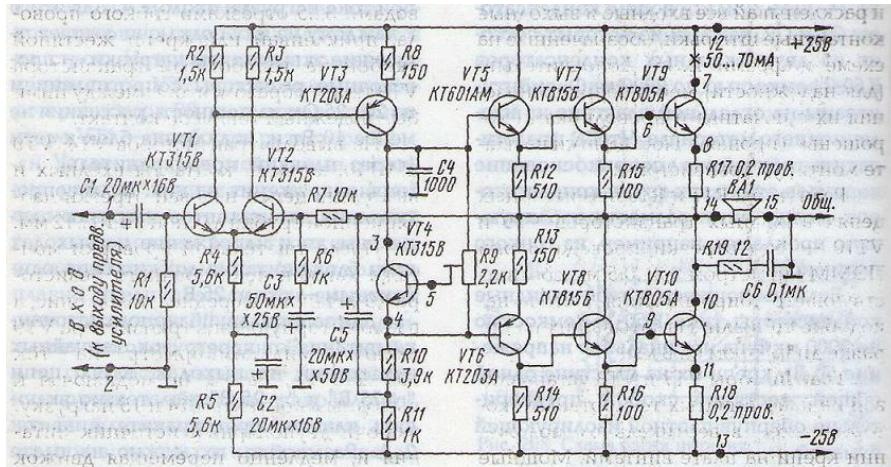 R2
1,5к
R3
1,5к
R8
150
VT3
КТ203А
VT5
КТ601АМ
VT7
КТ815Б
VT9
КТ805А
12
+25В
50...70мА
7
6
VT1
КТ315В
VT2
КТ315В
C4
1000
R12
510
R15
100
8
R17 0,2 пров.
ВА1
C1 20мк×16В
R7 10к
14
15
Общ.
1
Вход
(к выходу предв.
усилителя)
R1
10к
R4
5,6к
R6
1к
3
VT4
КТ315В
R9
2,2к
5
4
R13
150
R19 12
C6 0,1мк
C3
50мк×
×25В
C5
20мк×
×50В
VT8
КТ815Б
VT10
КТ805А
10
9
VT6
КТ203А
11
2
R5
5,6к
C2
20мк×16В
R10
3,9к
R11
1к
R14
510
R16
100
R18
0,2 пров.
13
−25В